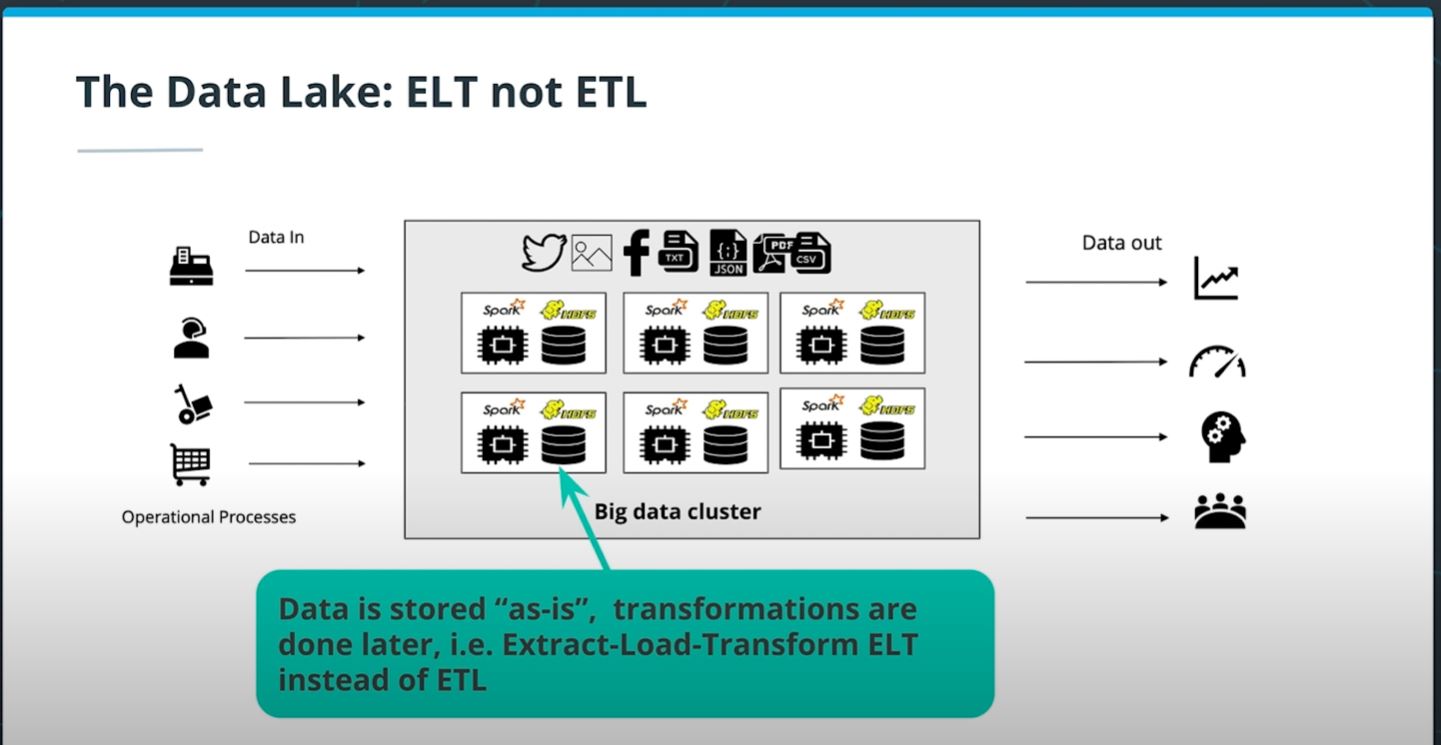 The Data Lake: ELT not ETL
Data In
Data out
TXT
JSON
PDF
CSV
Spark HDFS
Spark HDFS
Spark HDFS
Spark HDFS
Spark HDFS
Spark HDFS
Big data cluster
Operational Processes
Data is stored “as-is”,  transformations are
done later, i.e. Extract-Load-Transform ELT
instead of ETL